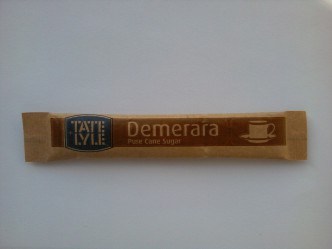 TATE
LYLE
Demerara
Pure Cane Sugar